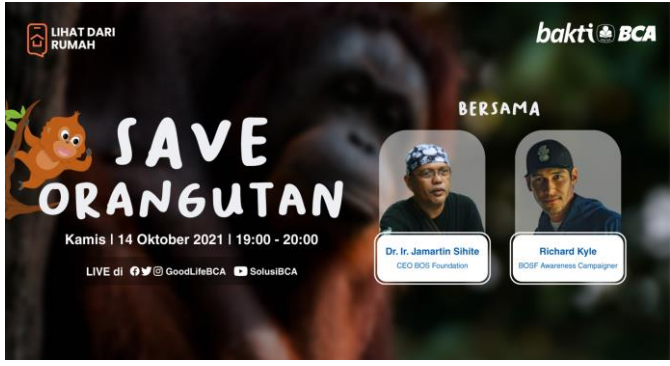 LIHAT DARI
RUMAH
bakti BCA
SAVE
ORANGUTAN
Kamis | 14 Oktober 2021 | 19:00 - 20:00
LIVE di GoodLifeBCA SolusiBCA
BERSAMA
Dr. Ir. Jamartin Sihite
CEO BOS Foundation
Richard Kyle
BOSF Awareness Campaigner